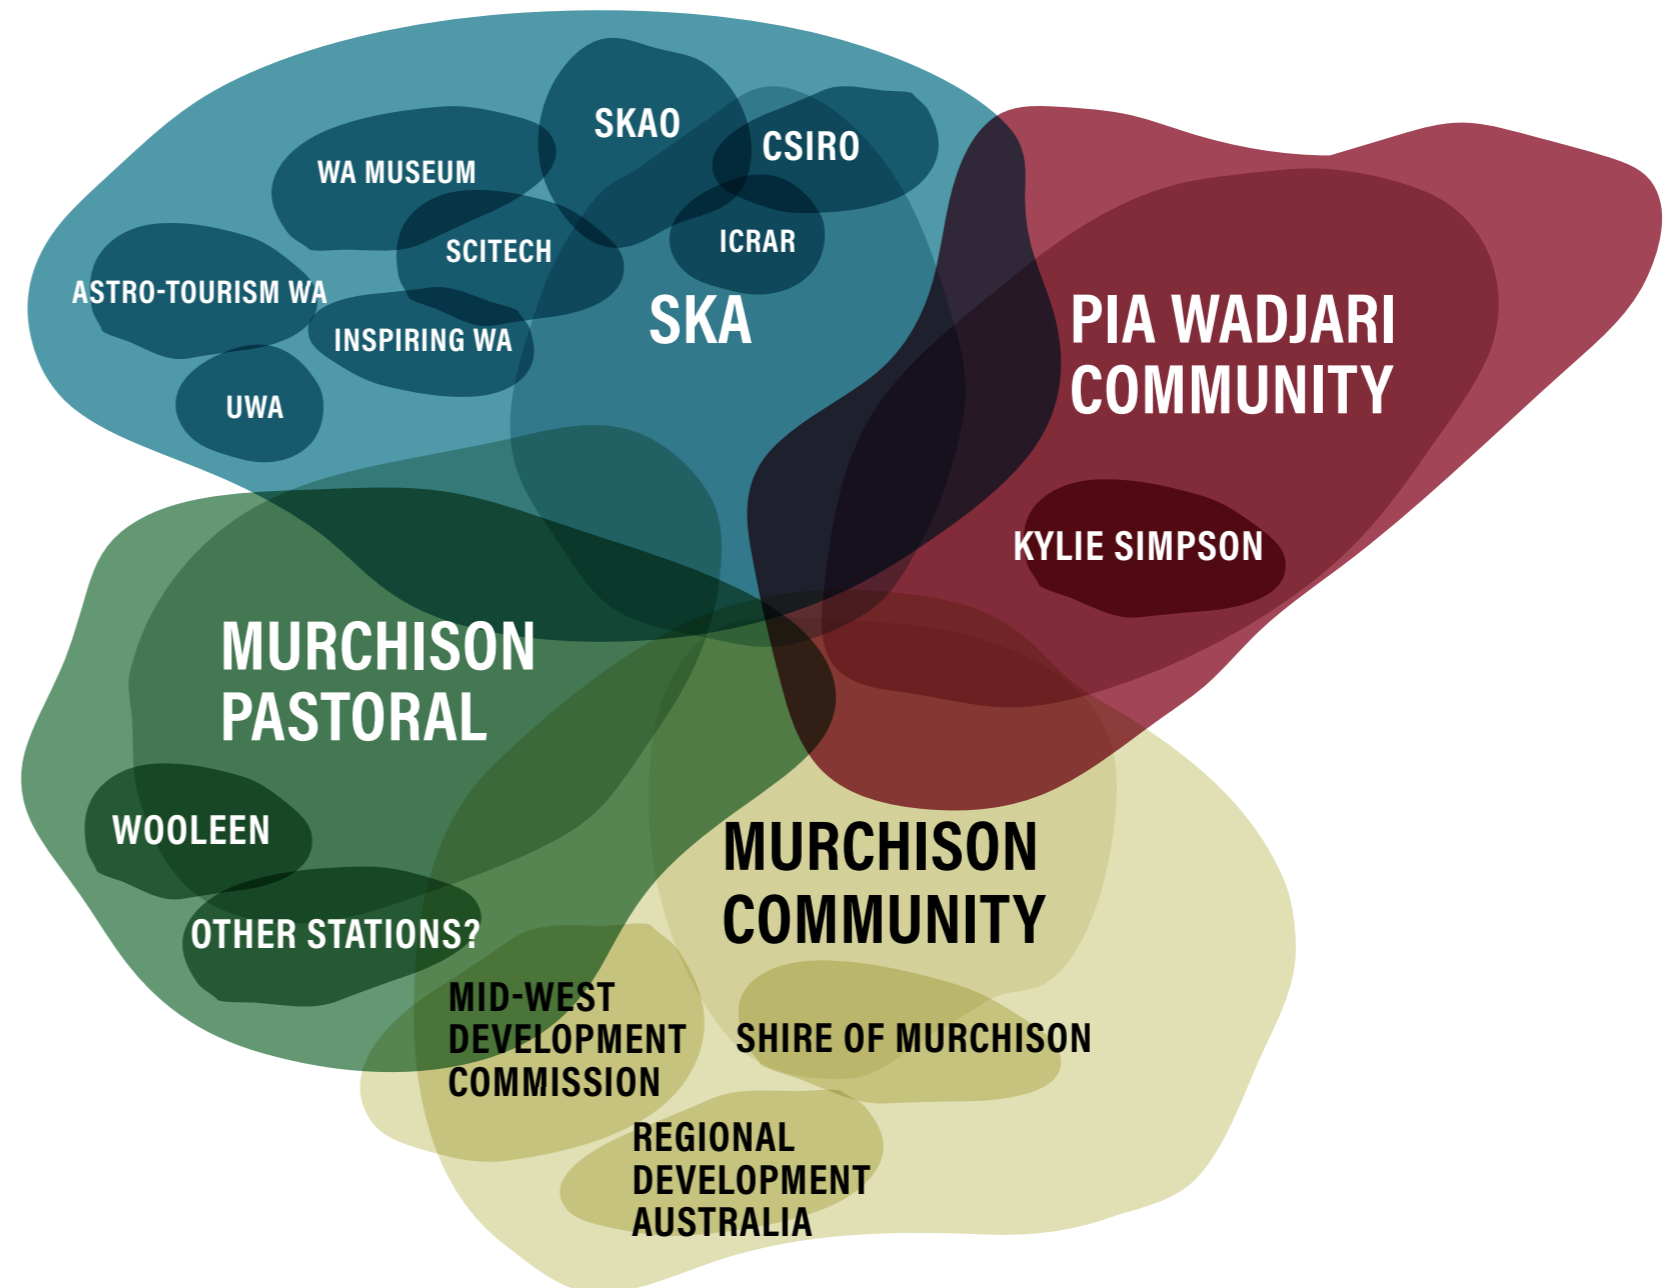 SKAO
CSIRO
WA MUSEUM
SCITECH
ICRAR
ASTRO-TOURISM WA
INSPIRING WA
SKA
UWA
PIA WADJARI
COMMUNITY
KYLIE SIMPSON
MURCHISON
PASTORAL
WOOLEEN
OTHER STATIONS?
MURCHISON
COMMUNITY
MID-WEST
DEVELOPMENT
COMMISSION
SHIRE OF MURCHISON
REGIONAL
DEVELOPMENT
AUSTRALIA